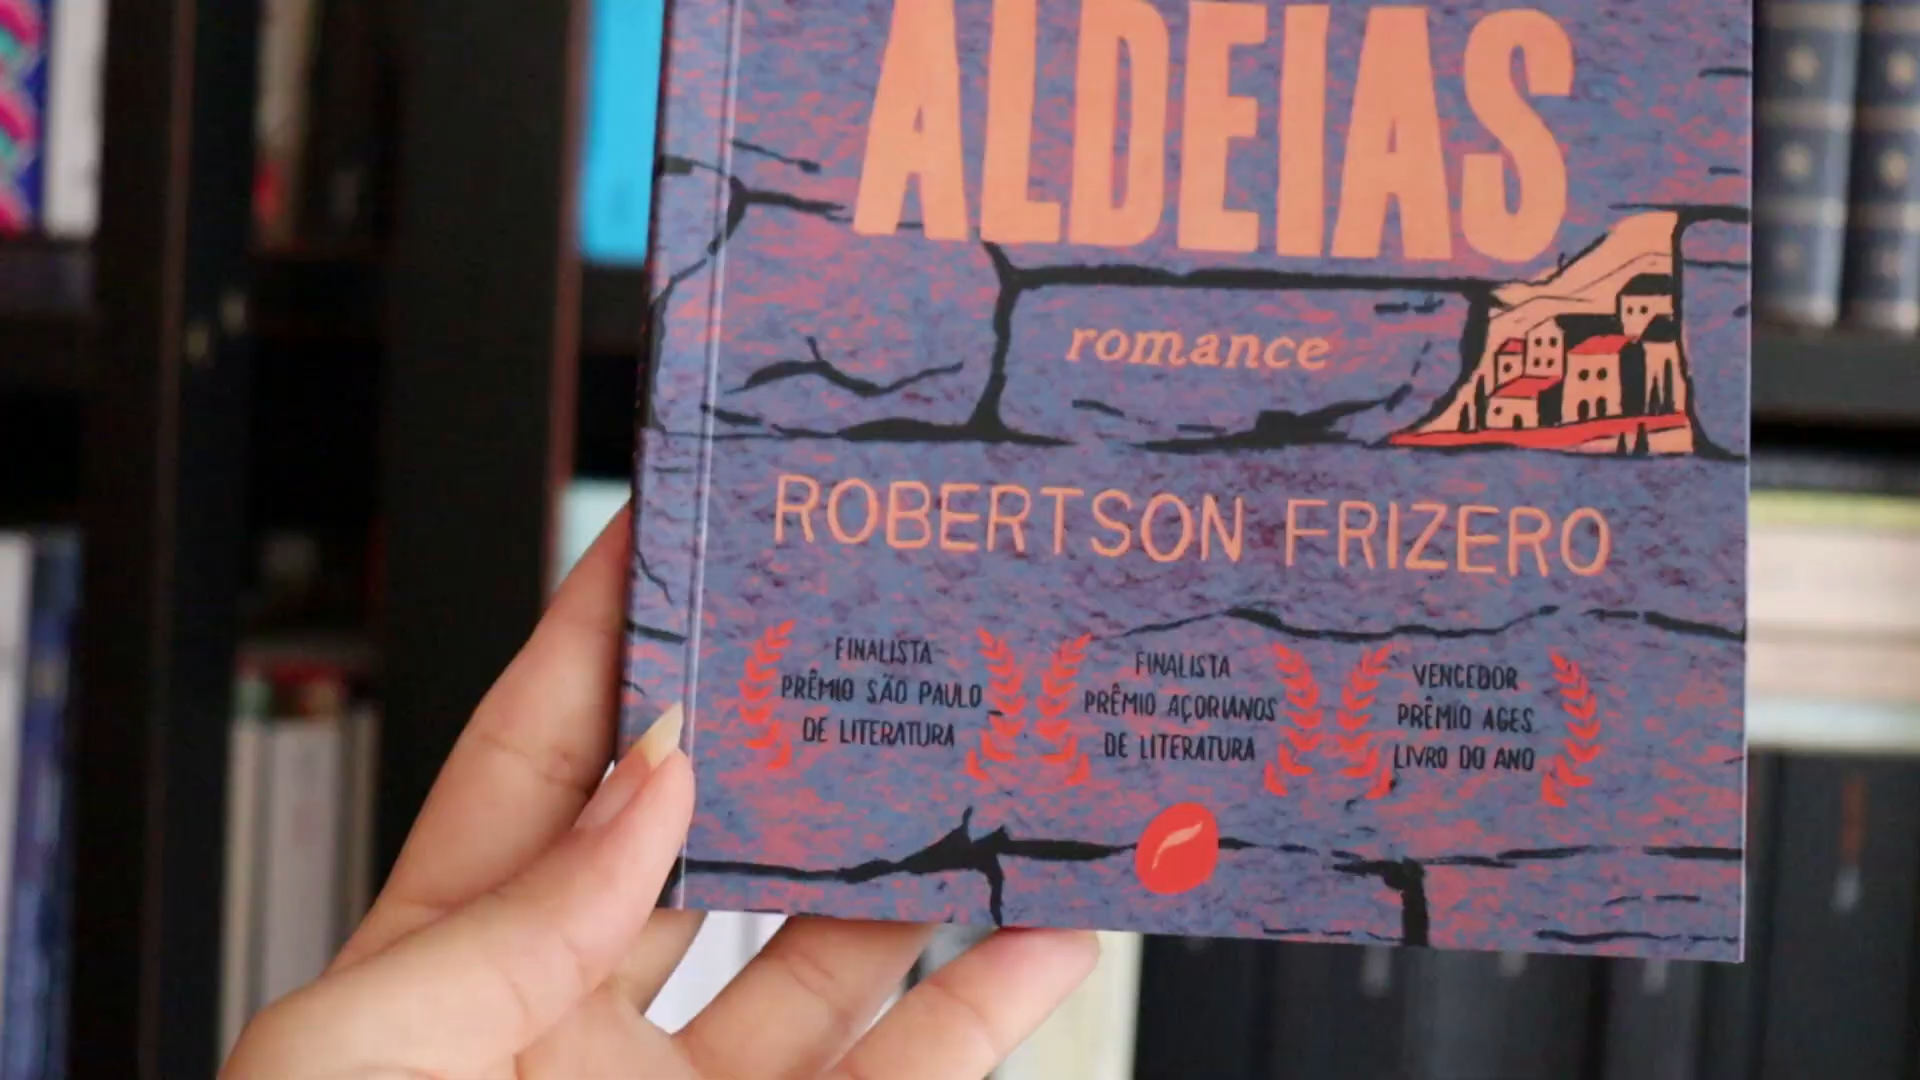 ALDEIAS
romance
ROBERTSON FRIZERO
FINALISTA
PRÊMIO SÃO PAULO
DE LITERATURA
FINALISTA
PRÊMIO AÇORIANOS
DE LITERATURA
VENCEDOR
PRÊMIO AGES
LIVRO DO ANO